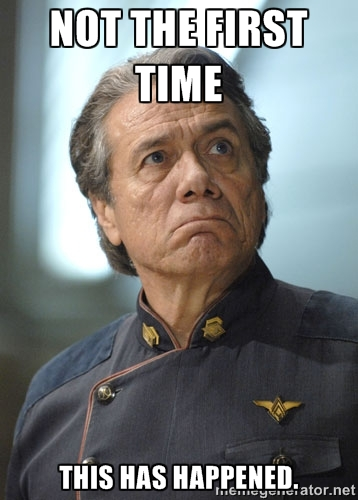 NOT THE FIRST
TIME
THIS HAS HAPPENED.
memegenerator.net